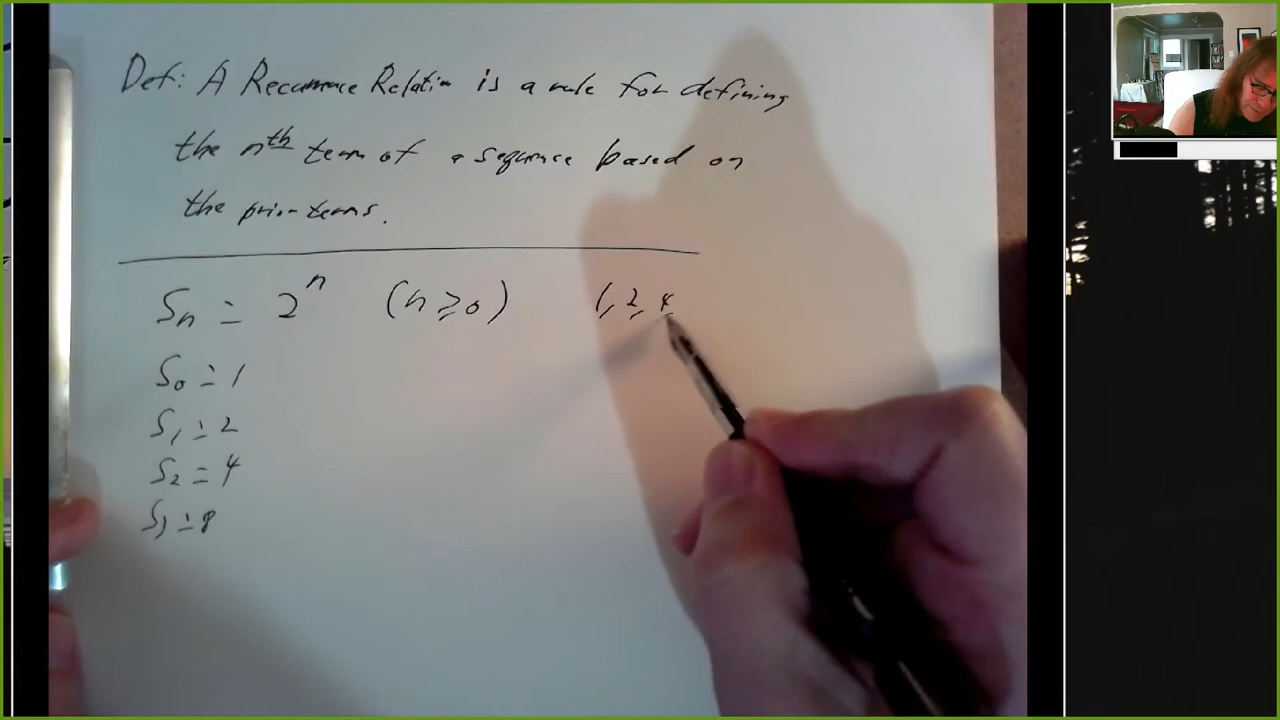 Def: A Recurrence Relation is a rule for defining
the nth term of a sequence based on
the prior terms.
Sn = 2^n (n ≥ 0) 1, 2, 4
S0 = 1
S1 = 2
S2 = 4
S3 = 8